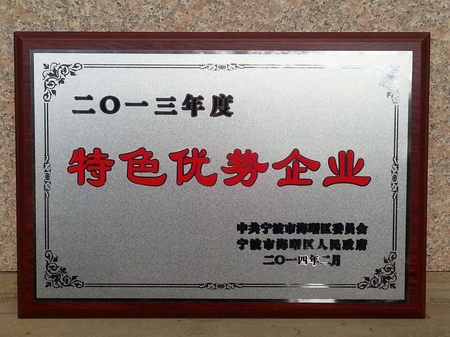 二〇一三年度
特色优势企业
中共宁波市海曙区委员会
宁波市海曙区人民政府
二〇一四年二月